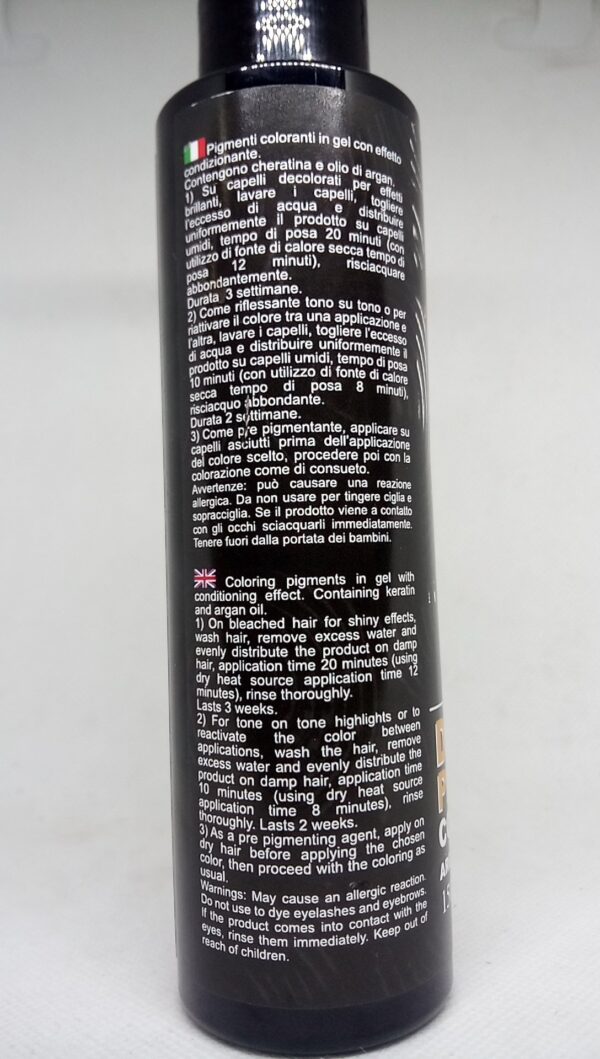 Pigmenti coloranti in gel con effetto
condizionante.
Contengono cheratina e olio di argan.
1) Su capelli decolorati per effetti
brillanti, lavare i capelli, togliere
l'eccesso di acqua e distribuire
uniformemente il prodotto su capelli
umidi, tempo di posa 20 minuti (con
utilizzo di fonte di calore secca tempo di
posa 12 minuti), risciacquare
abbondantemente.
Durata 3 settimane.
2) Come riflessante tono su tono o per
riattivare il colore tra una applicazione e
l'altra, lavare i capelli, togliere l'eccesso
di acqua e distribuire uniformemente il
prodotto su capelli umidi, tempo di posa
10 minuti (con utilizzo di fonte di calore
secca tempo di posa 8 minuti),
risciacquo abbondante.
Durata 2 settimane.
3) Come pre pigmentante, applicare su
capelli asciutti prima dell'applicazione
del colore scelto, procedere poi con la
colorazione come di consueto.
Avvertenze: può causare una reazione
allergica. Da non usare per tingere ciglia e
sopracciglia. Se il prodotto viene a contatto
con gli occhi sciacquarli immediatamente.
Tenere fuori dalla portata dei bambini.
Coloring pigments in gel with
conditioning effect. Containing keratin
and argan oil.
1) On bleached hair for shiny effects,
wash hair, remove excess water and
evenly distribute the product on damp
hair, application time 20 minutes (using
dry heat source application time 12
minutes), rinse thoroughly.
Lasts 3 weeks.
2) For tone on tone highlights or to
reactivate the color between
applications, wash the hair, remove
excess water and evenly distribute the
product on damp hair, application time
10 minutes (using dry heat source
application time 8 minutes), rinse
thoroughly. Lasts 2 weeks.
3) As a pre pigmenting agent, apply on
dry hair before applying the chosen
color, then proceed with the coloring as
usual.
Warnings: May cause an allergic reaction.
Do not use to dye eyelashes and eyebrows.
If the product comes into contact with the
eyes, rinse them immediately. Keep out of
reach of children.